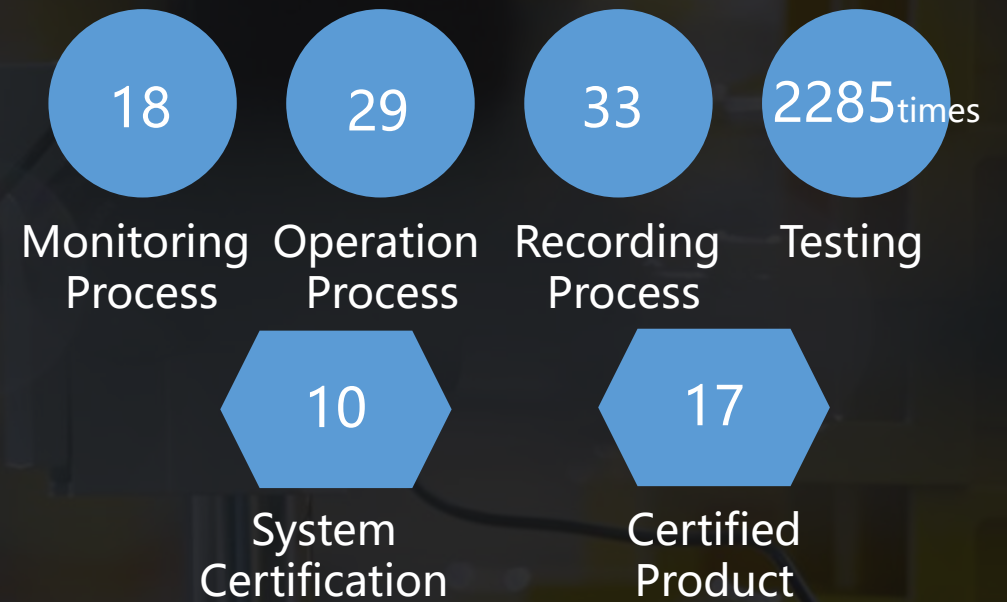 18
29
33
2285times
Monitoring Process
Operation Process
Recording Process
Testing
10
17
System Certification
Certified Product